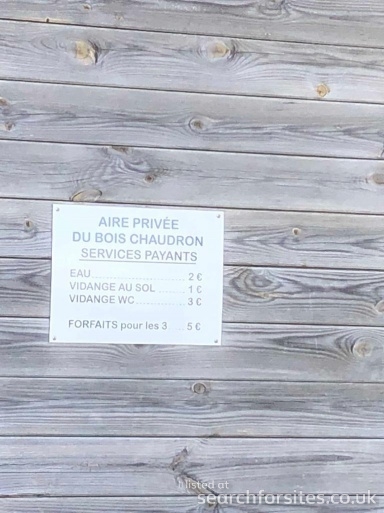 AIRE PRIVÉE
DU BOIS CHAUDRON
SERVICES PAYANTS
EAU 2 €
VIDANGE AU SOL 1 €
VIDANGE WC 3 €
FORFAITS pour les 3 5 €
listed at
searchforsites.co.uk